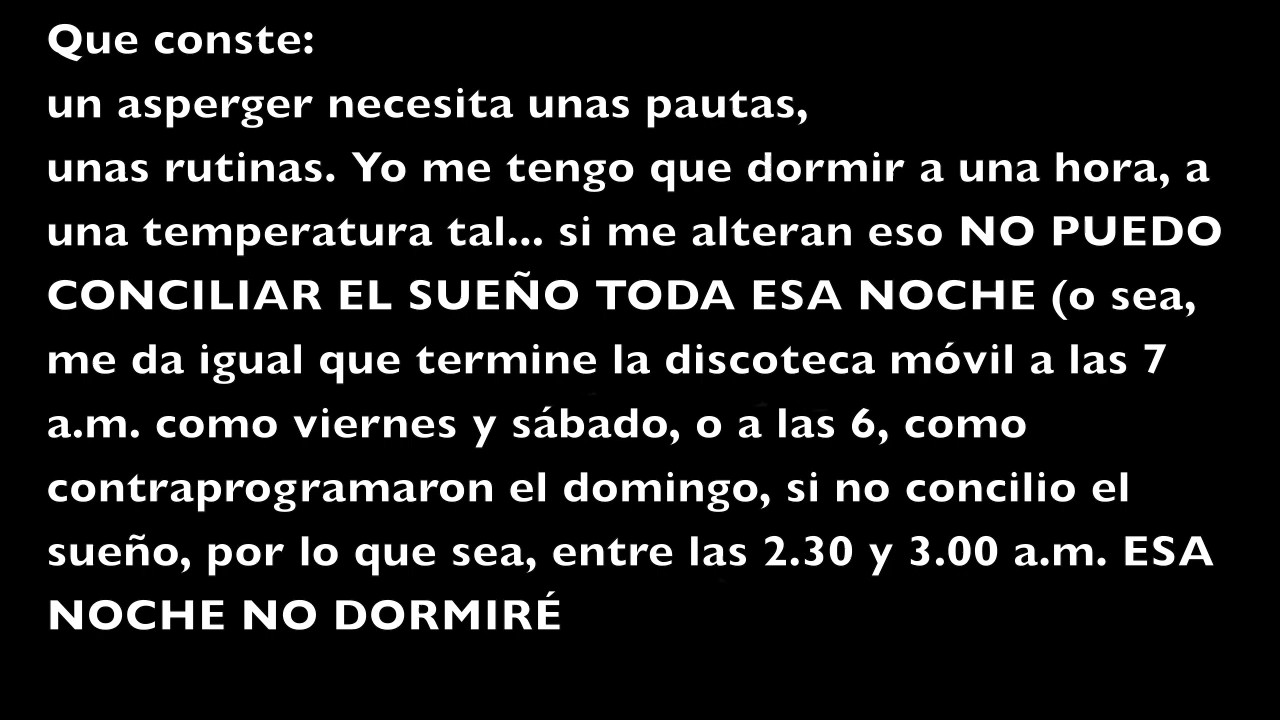 Que conste:
un asperger necesita unas pautas,
unas rutinas. Yo me tengo que dormir a una hora, a
una temperatura tal... si me alteran eso NO PUEDO
CONCILIAR EL SUEÑO TODA ESA NOCHE (o sea,
me da igual que termine la discoteca móvil a las 7
a.m. como viernes y sábado, o a las 6, como
contraprogramaron el domingo, si no concilio el
sueño, por lo que sea, entre las 2.30 y 3.00 a.m. ESA
NOCHE NO DORMIRÉ